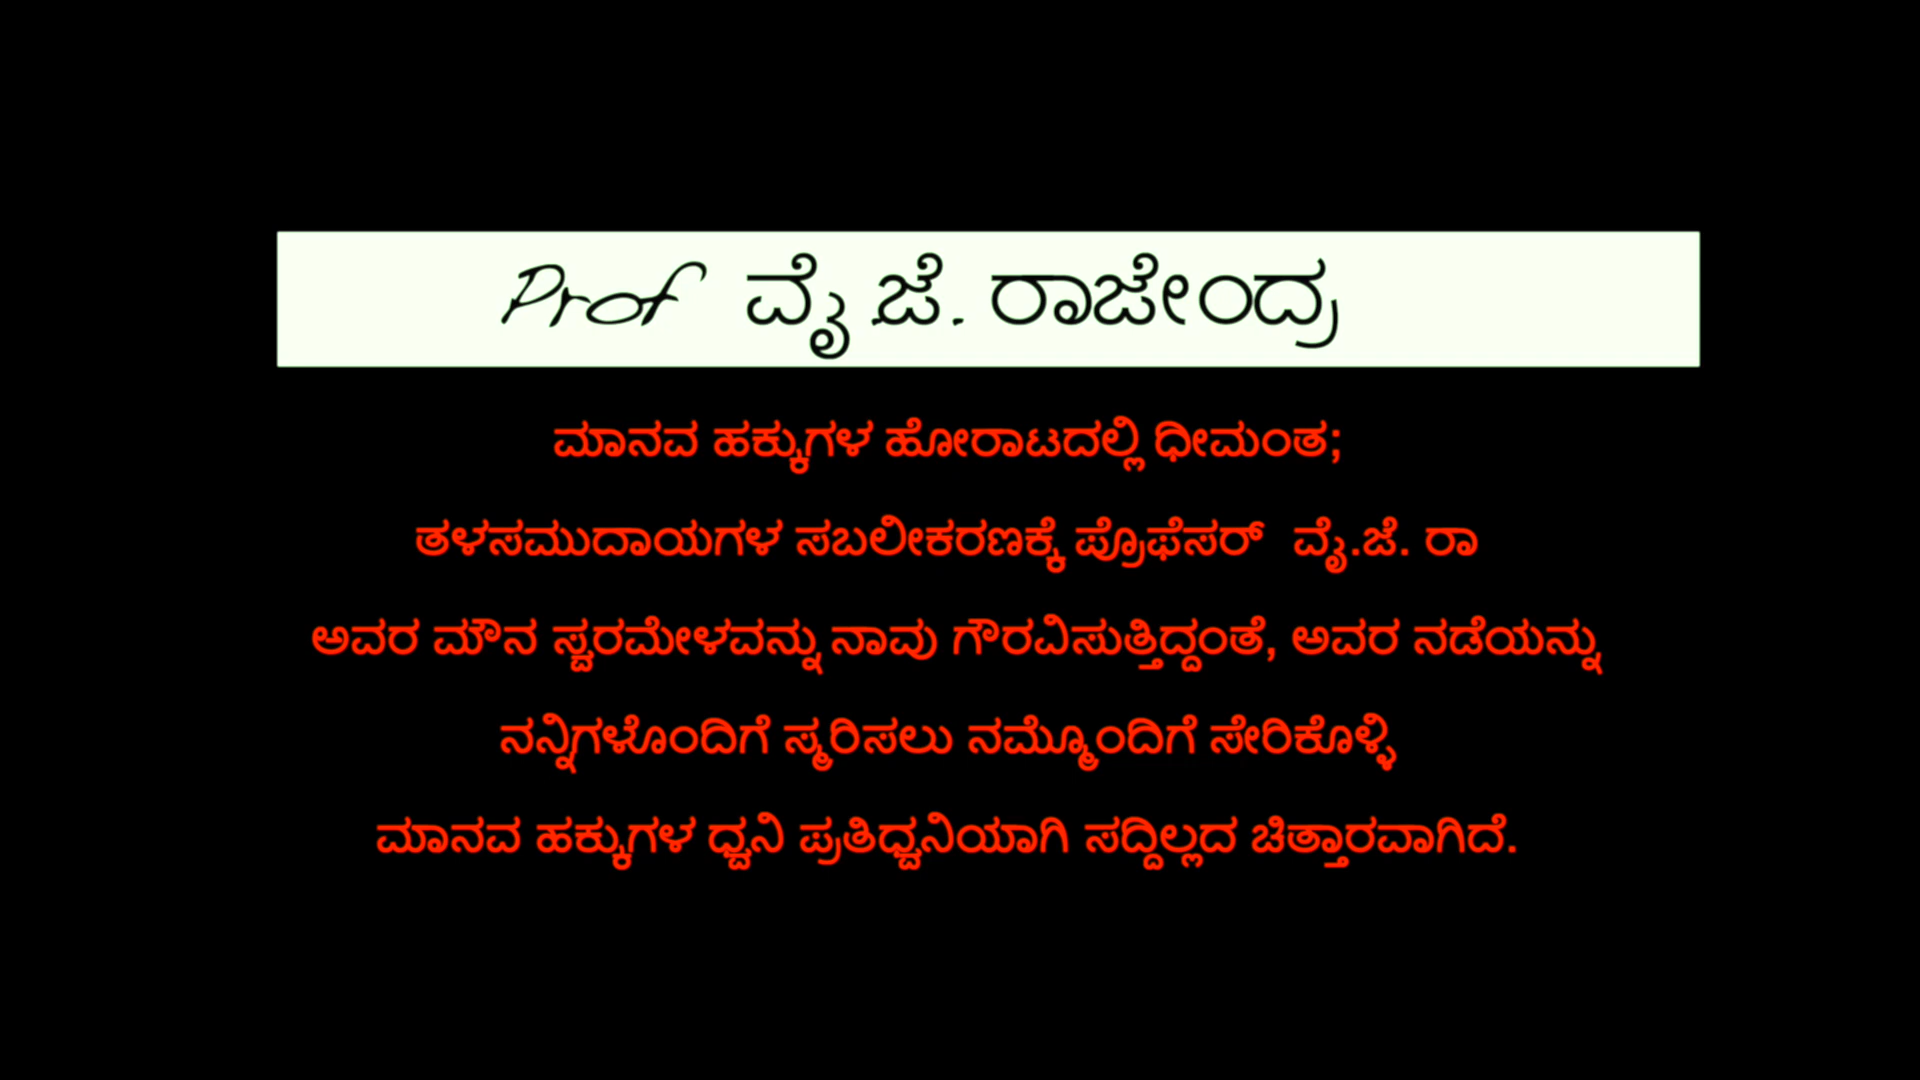 Prof ವೈ.ಜೆ. ರಾಜೇಂದ್ರ
ಮಾನವ ಹಕ್ಕುಗಳ ಹೋರಾಟದಲ್ಲಿ ಧೀಮಂತ;
ತಳಸಮುದಾಯಗಳ ಸಬಲೀಕರಣಕ್ಕೆ ಪ್ರೊಫೆಸರ್ ವೈ.ಜೆ. ರಾ
ಅವರ ಮೌನ ಸ್ವರಮೇಳವನ್ನು ನಾವು ಗೌರವಿಸುತ್ತಿದ್ದಂತೆ, ಅವರ ನಡೆಯನ್ನು
ನನ್ನಿಗಳೊಂದಿಗೆ ಸ್ಮರಿಸಲು ನಮ್ಮೊಂದಿಗೆ ಸೇರಿಕೊಳ್ಳಿ
ಮಾನವ ಹಕ್ಕುಗಳ ಧ್ವನಿ ಪ್ರತಿಧ್ವನಿಯಾಗಿ ಸದ್ದಿಲ್ಲದ ಚಿತ್ತಾರವಾಗಿದೆ.